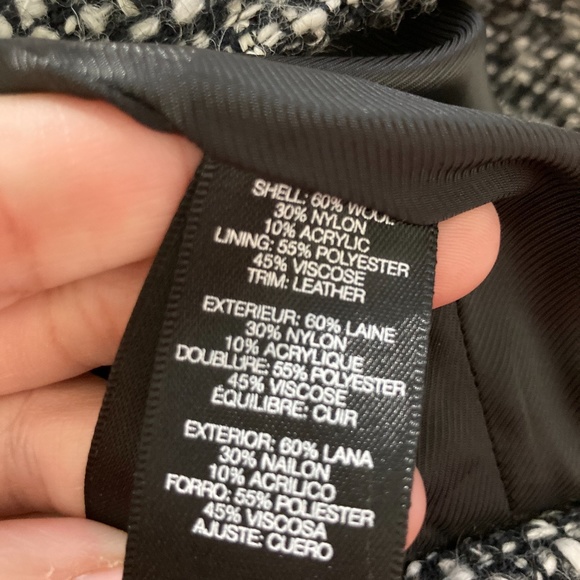 SHELL: 60% WOOL
30% NYLON
10% ACRYLIC
LINING: 55% POLYESTER
45% VISCOSE
TRIM: LEATHER
EXTERIEUR: 60% LAINE
30% NYLON
10% ACRYLIQUE
DOUBLURE: 55% POLYESTER
45% VISCOSE
ÉQUILIBRE: CUIR
EXTERIOR: 60% LANA
30% NAILON
10% ACRILICO
FORRO: 55% POLIESTER
45% VISCOSA
AJUSTE: CUERO